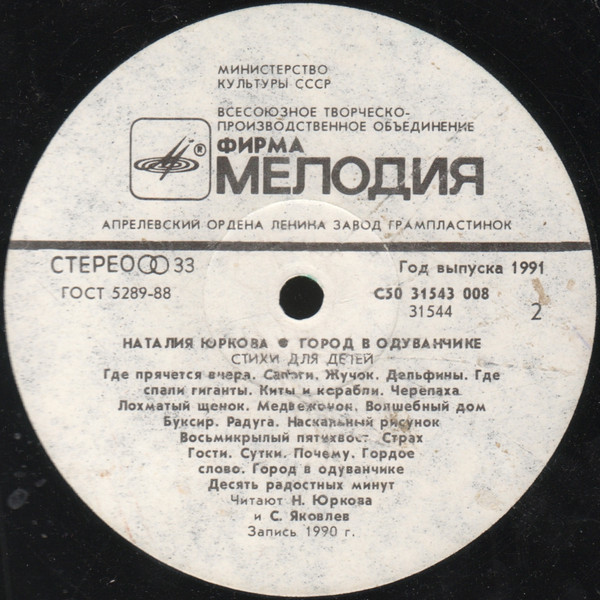 МИНИСТЕРСТВО
КУЛЬТУРЫ СССР
ВСЕСОЮЗНОЕ ТВОРЧЕСКО-
ПРОИЗВОДСТВЕННОЕ ОБЪЕДИНЕНИЕ
ФИРМА
® МЕЛОДИЯ
АПРЕЛЕВСКИЙ ОРДЕНА ЛЕНИНА ЗАВОД ГРАМПЛАСТИНОК
СТЕРЕО 33 Год выпуска 1991
ГОСТ 5289-88 С50 31543 008
31544 2
НАТАЛИЯ ЮРКОВА ● ГОРОД В ОДУВАНЧИКЕ
СТИХИ ДЛЯ ДЕТЕЙ
Где прячется вчера. Сапоги. Жучок. Дельфины. Где
спали гиганты. Киты и корабли. Черепаха
Лохматый щенок. Медвежонок. Волшебный дом
Буксир. Радуга. Наскальный рисунок
Восьмикрылый пятихвост. Страх
Гости. Сутки. Почему. Гордое
слово. Город в одуванчике
Десять радостных минут
Читают Н. Юркова
и С. Яковлев
Запись 1990 г.